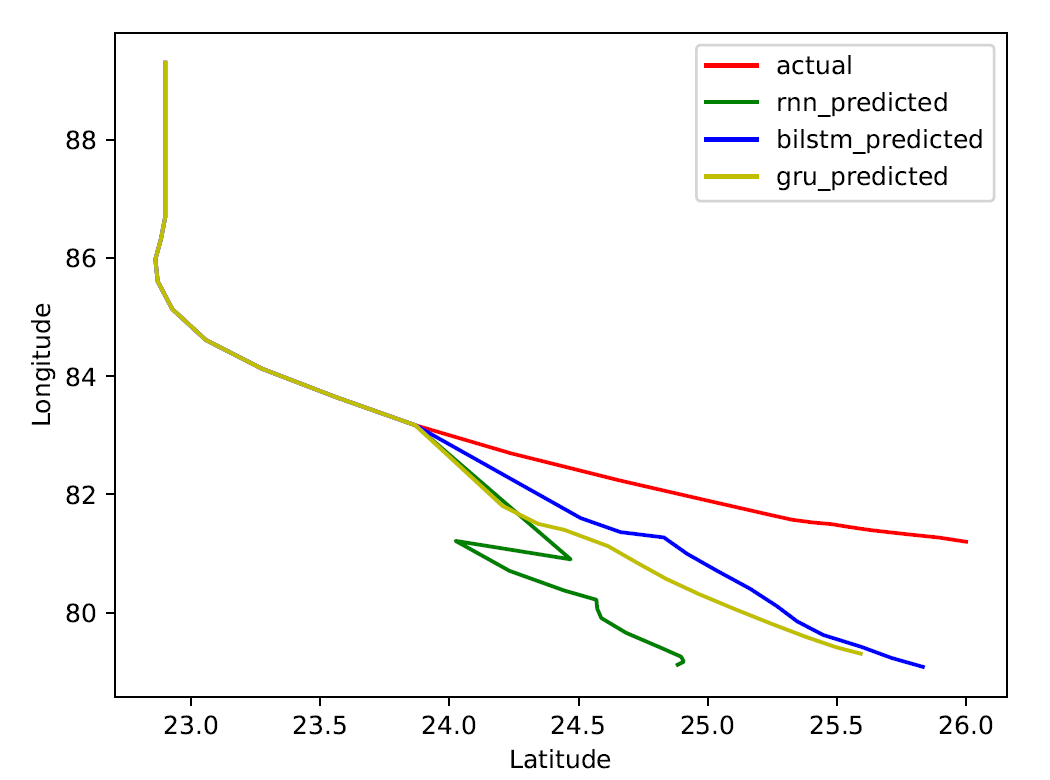 actual
rnn_predicted
bilstm_predicted
gru_predicted
88
86
84
82
80
Longitude
23.0 23.5 24.0 24.5 25.0 25.5 26.0
Latitude